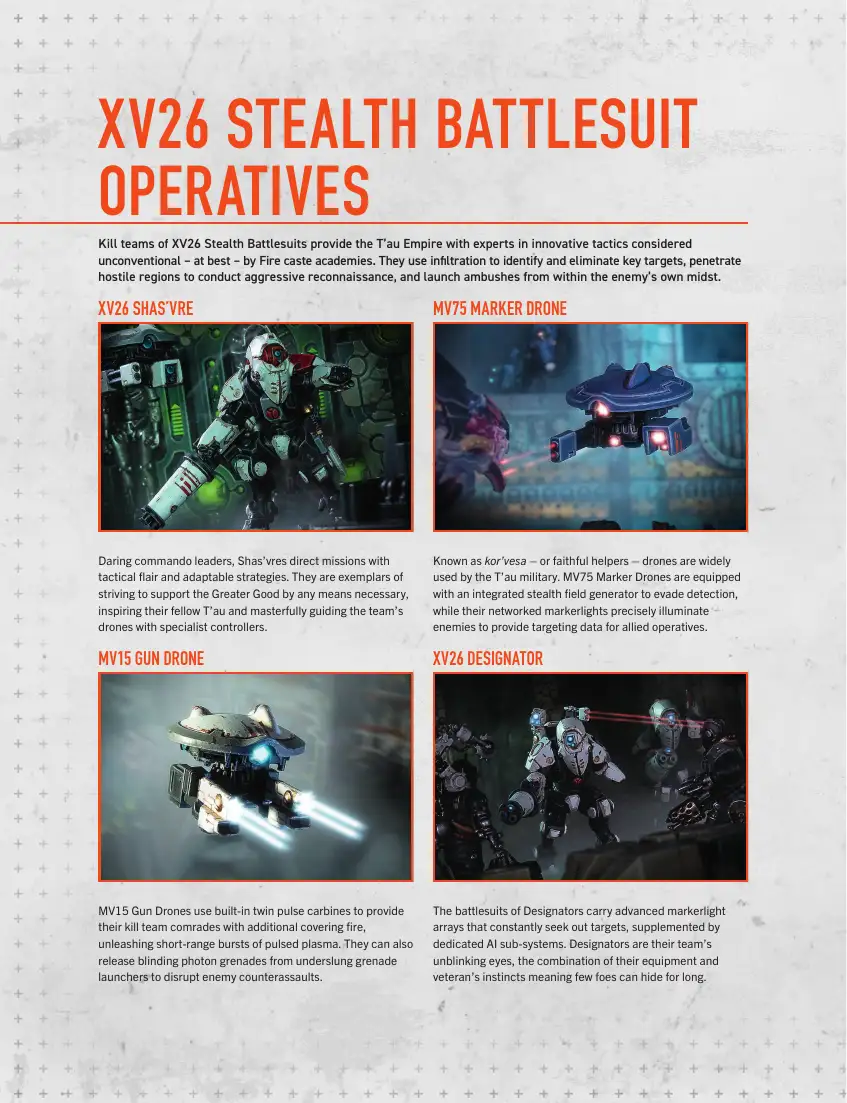 XV26 STEALTH BATTLESUIT
OPERATIVES
Kill teams of XV26 Stealth Battlesuits provide the T’au Empire with experts in innovative tactics considered
unconventional – at best – by Fire caste academies. They use infiltration to identify and eliminate key targets, penetrate
hostile regions to conduct aggressive reconnaissance, and launch ambushes from within the enemy’s own midst.
XV26 SHAS’VRE
Daring commando leaders, Shas’vres direct missions with
tactical flair and adaptable strategies. They are exemplars of
striving to support the Greater Good by any means necessary,
inspiring their fellow T’au and masterfully guiding the team’s
drones with specialist controllers.
MV75 MARKER DRONE
Known as kor’vesa – or faithful helpers – drones are widely
used by the T’au military. MV75 Marker Drones are equipped
with an integrated stealth field generator to evade detection,
while their networked markerlights precisely illuminate
enemies to provide targeting data for allied operatives.
MV15 GUN DRONE
MV15 Gun Drones use built-in twin pulse carbines to provide
their kill team comrades with additional covering fire,
unleashing short-range bursts of pulsed plasma. They can also
release blinding photon grenades from underslung grenade
launchers to disrupt enemy counterassaults.
XV26 DESIGNATOR
The battlesuits of Designators carry advanced markerlight
arrays that constantly seek out targets, supplemented by
dedicated AI sub-systems. Designators are their team’s
unblinking eyes, the combination of their equipment and
veteran’s instincts meaning few foes can hide for long.